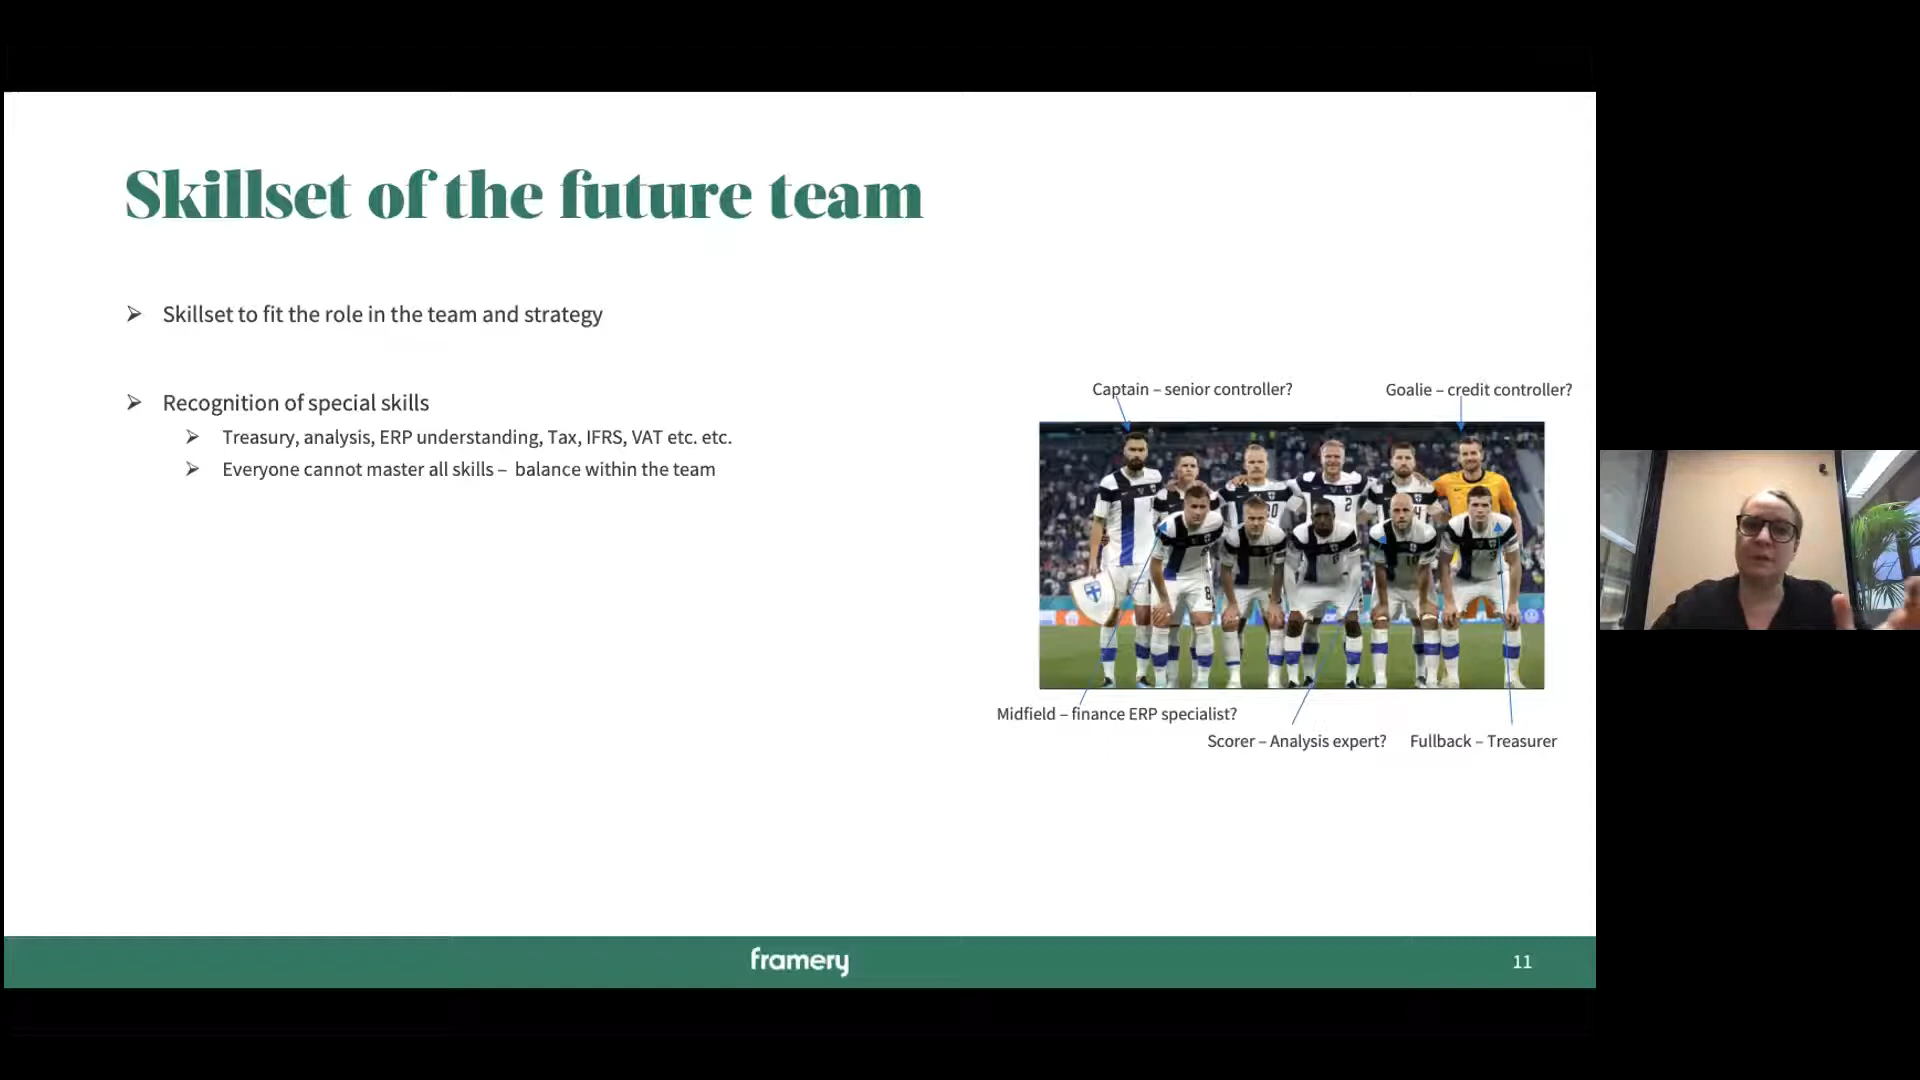 Skillset of the future team
Skillset to fit the role in the team and strategy
Recognition of special skills
Treasury, analysis, ERP understanding, Tax, IFRS, VAT etc. etc.
Everyone cannot master all skills – balance within the team
Captain – senior controller?
Goalie – credit controller?
Midfield – finance ERP specialist?
Scorer – Analysis expert?
Fullback – Treasurer
framery
11